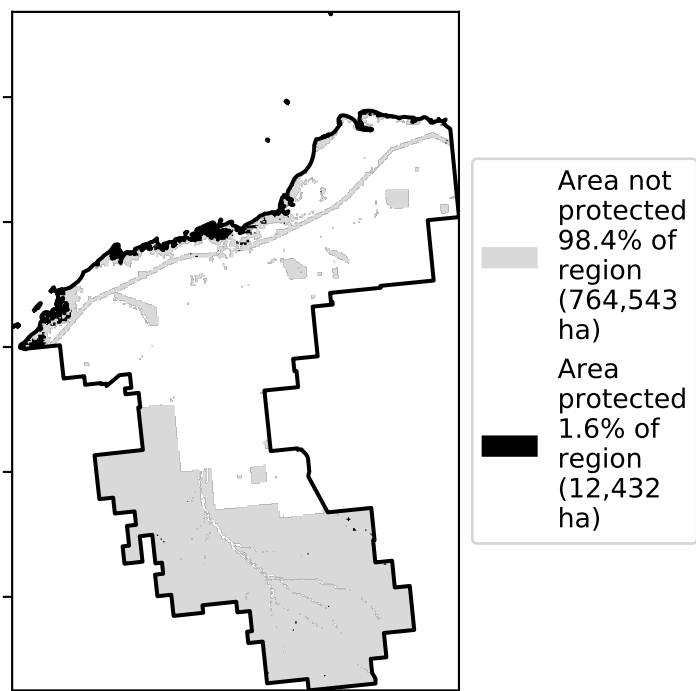 Area not
protected
98.4% of
region
(764,543
ha)
Area
protected
1.6% of
region
(12,432
ha)